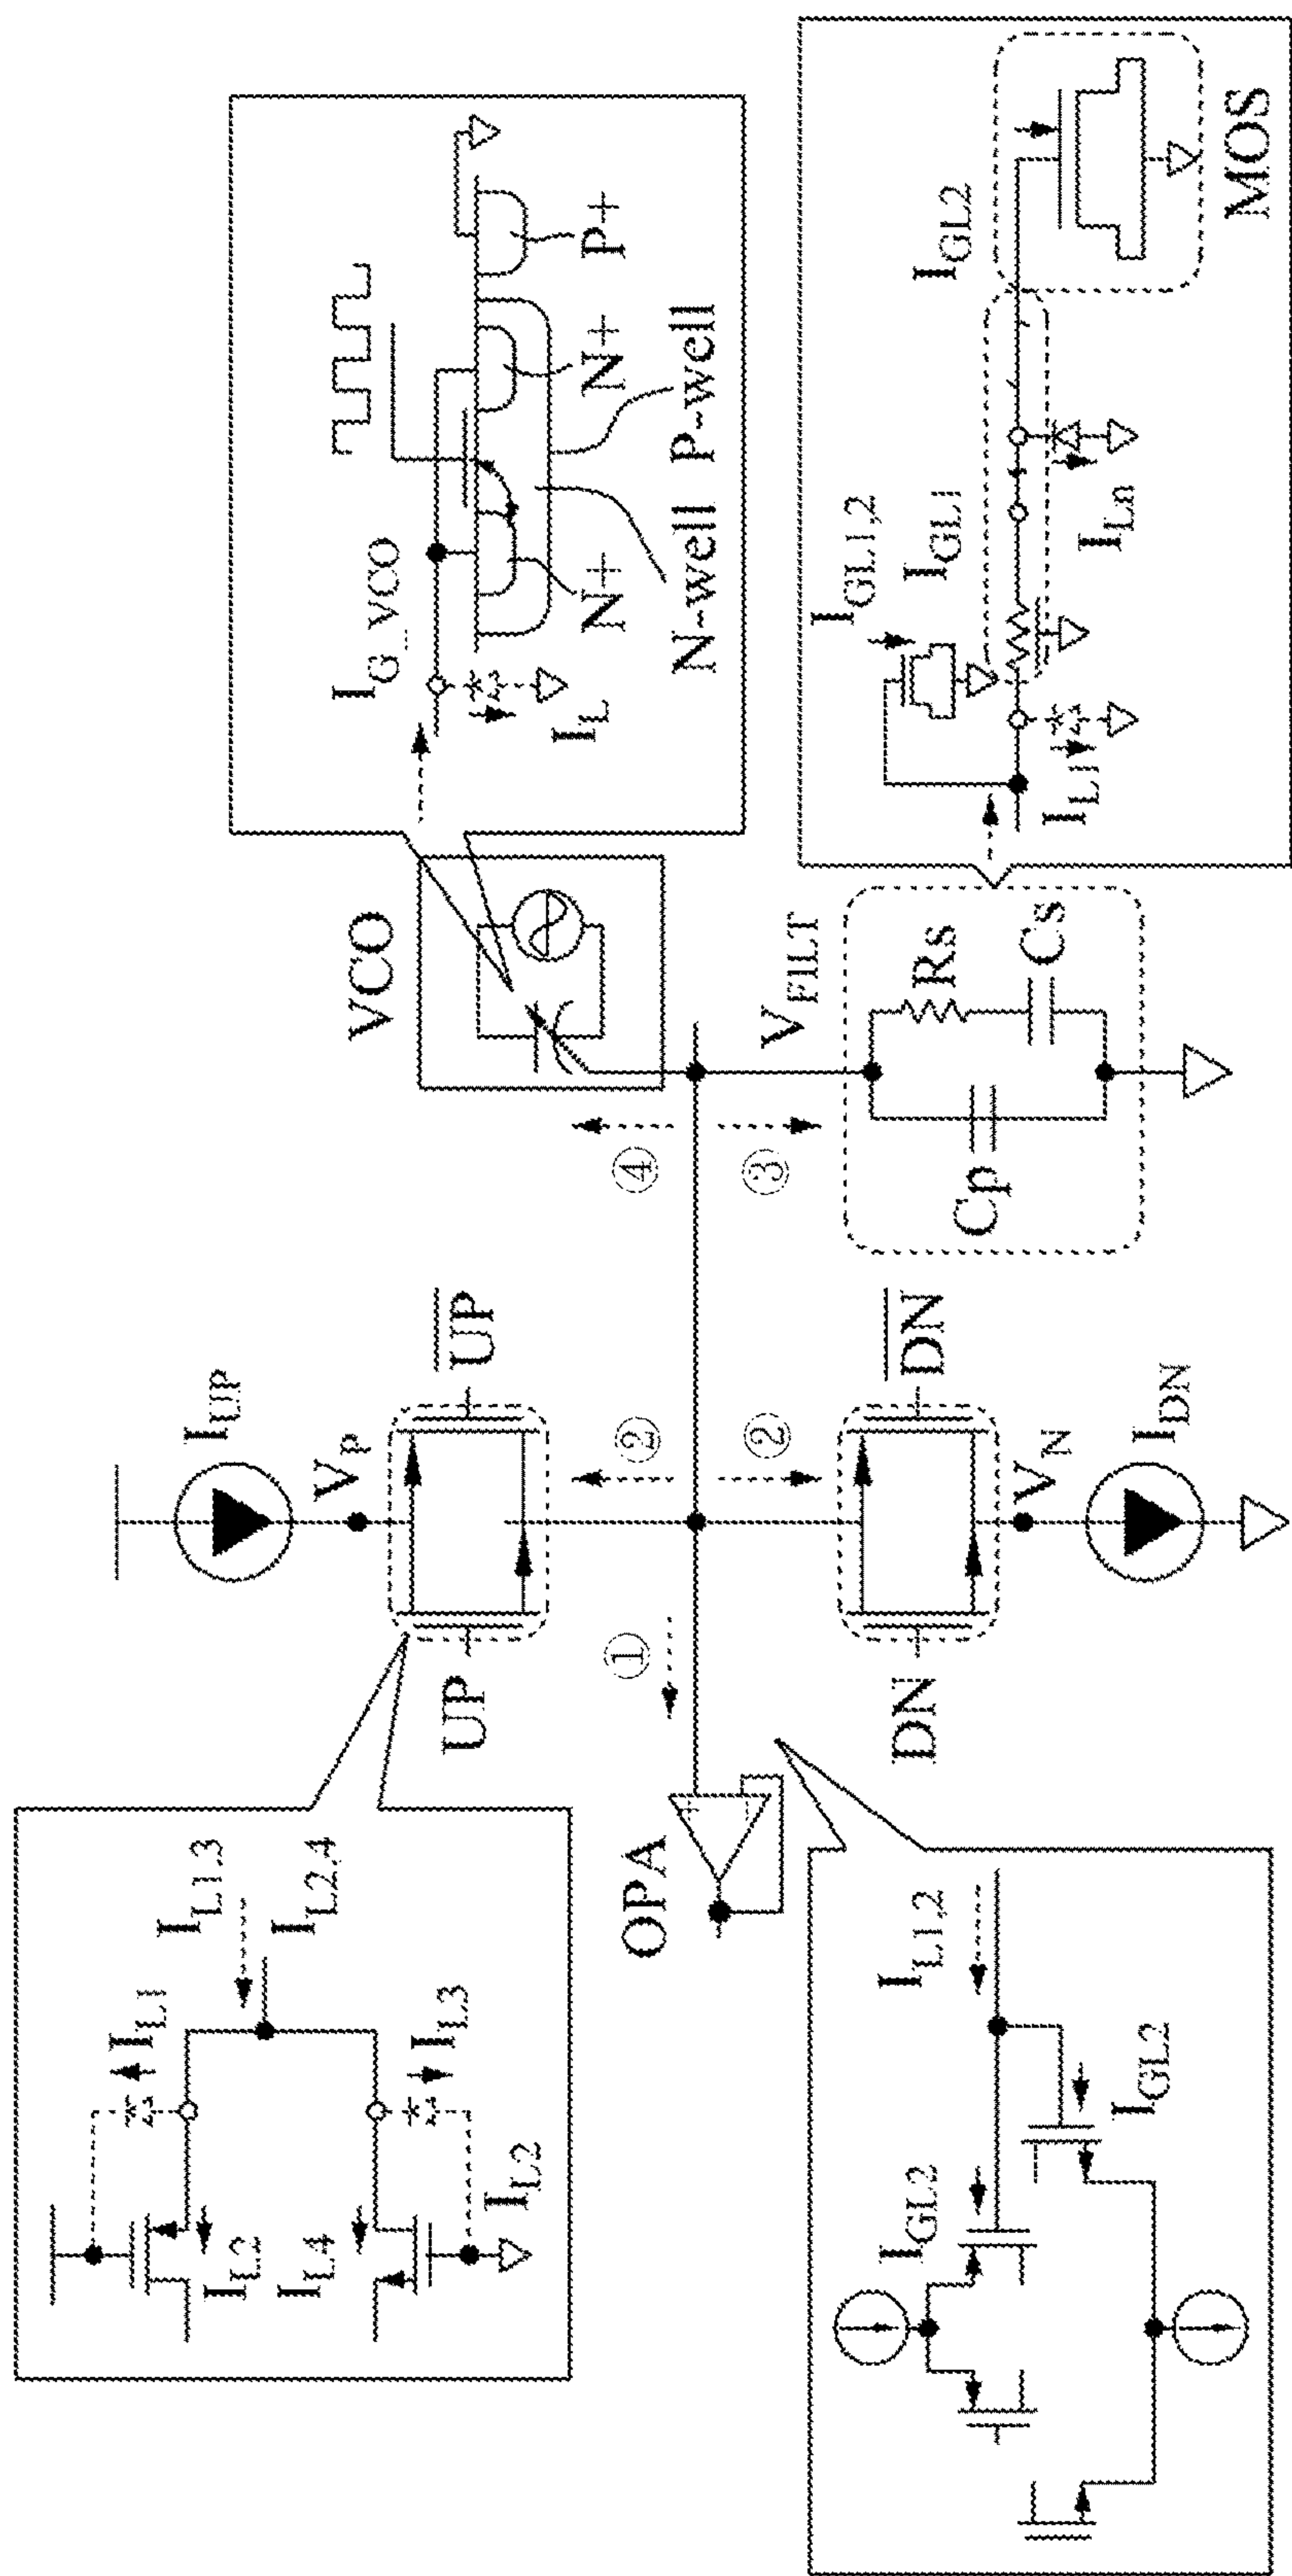 I_L1,3
I_L2,4
I_L1
I_L2
I_L3
I_L4
I_L2
UP
U̅P̅
I_UP
V_P
VCO
I_G_VCO
I_L
N+
N+
P+
N-well
P-well
OPA
+
-
①
②
②
③
④
V_FILT
I_L1,2
I_GL2
I_GL2
DN
D̅N̅
V_N
I_DN
Cp
Rs
Cs
I_GL1,2
I_GL1
I_GL2
I_L1
I_Ln
MOS